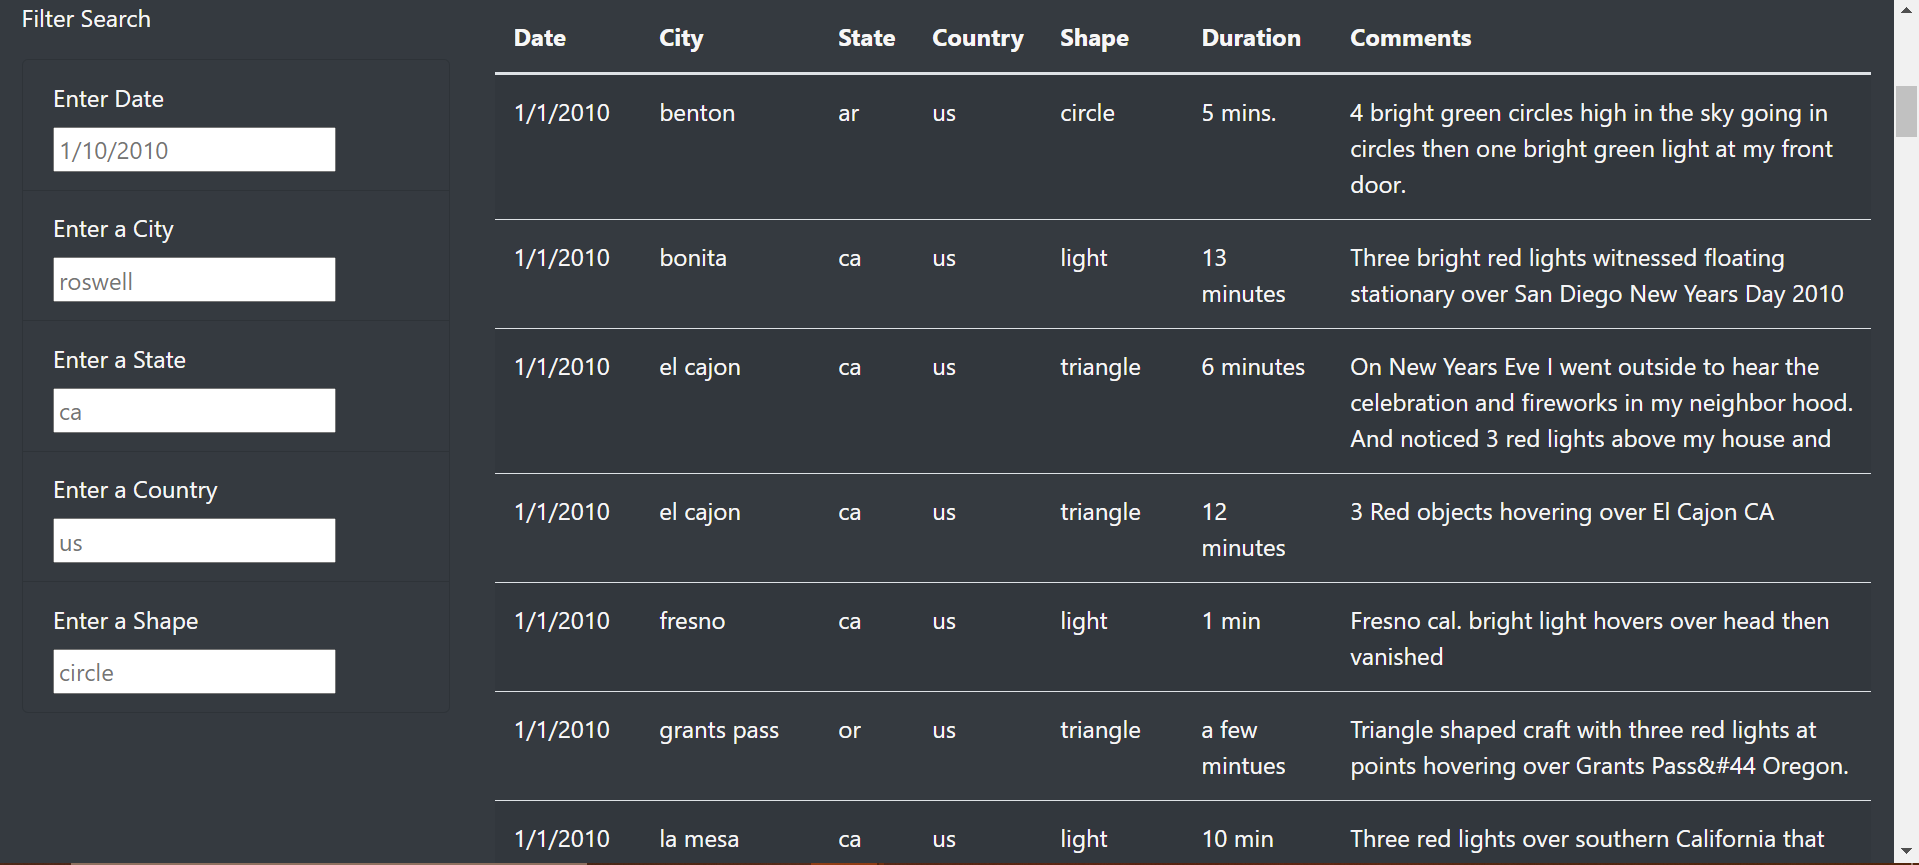 Filter Search
Enter Date
1/10/2010
Enter a City
roswell
Enter a State
ca
Enter a Country
us
Enter a Shape
circle
Date City State Country Shape Duration Comments
1/1/2010 benton ar us circle 5 mins. 4 bright green circles high in the sky going in
circles then one bright green light at my front
door.
1/1/2010 bonita ca us light 13 Three bright red lights witnessed floating
minutes stationary over San Diego New Years Day 2010
1/1/2010 el cajon ca us triangle 6 minutes On New Years Eve I went outside to hear the
celebration and fireworks in my neighbor hood.
And noticed 3 red lights above my house and
1/1/2010 el cajon ca us triangle 12 3 Red objects hovering over El Cajon CA
minutes
1/1/2010 fresno ca us light 1 min Fresno cal. bright light hovers over head then
vanished
1/1/2010 grants pass or us triangle a few Triangle shaped craft with three red lights at
mintues points hovering over Grants Pass&#44 Oregon.
1/1/2010 la mesa ca us light 10 min Three red lights over southern California that